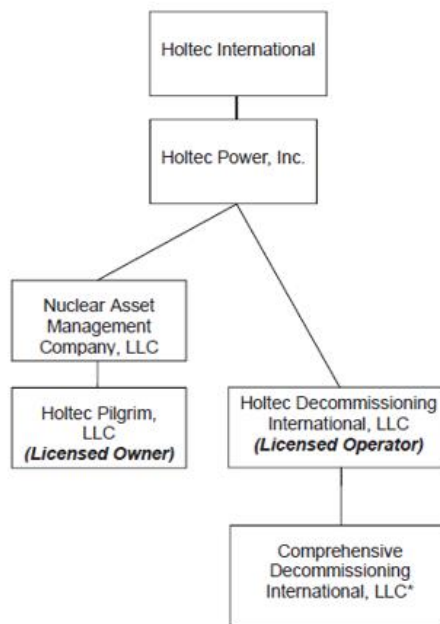 Holtec International
Holtec Power, Inc.
Nuclear Asset
Management
Company, LLC
Holtec Pilgrim,
LLC
(Licensed Owner)
Holtec Decommissioning
International, LLC
(Licensed Operator)
Comprehensive
Decommissioning
International, LLC*